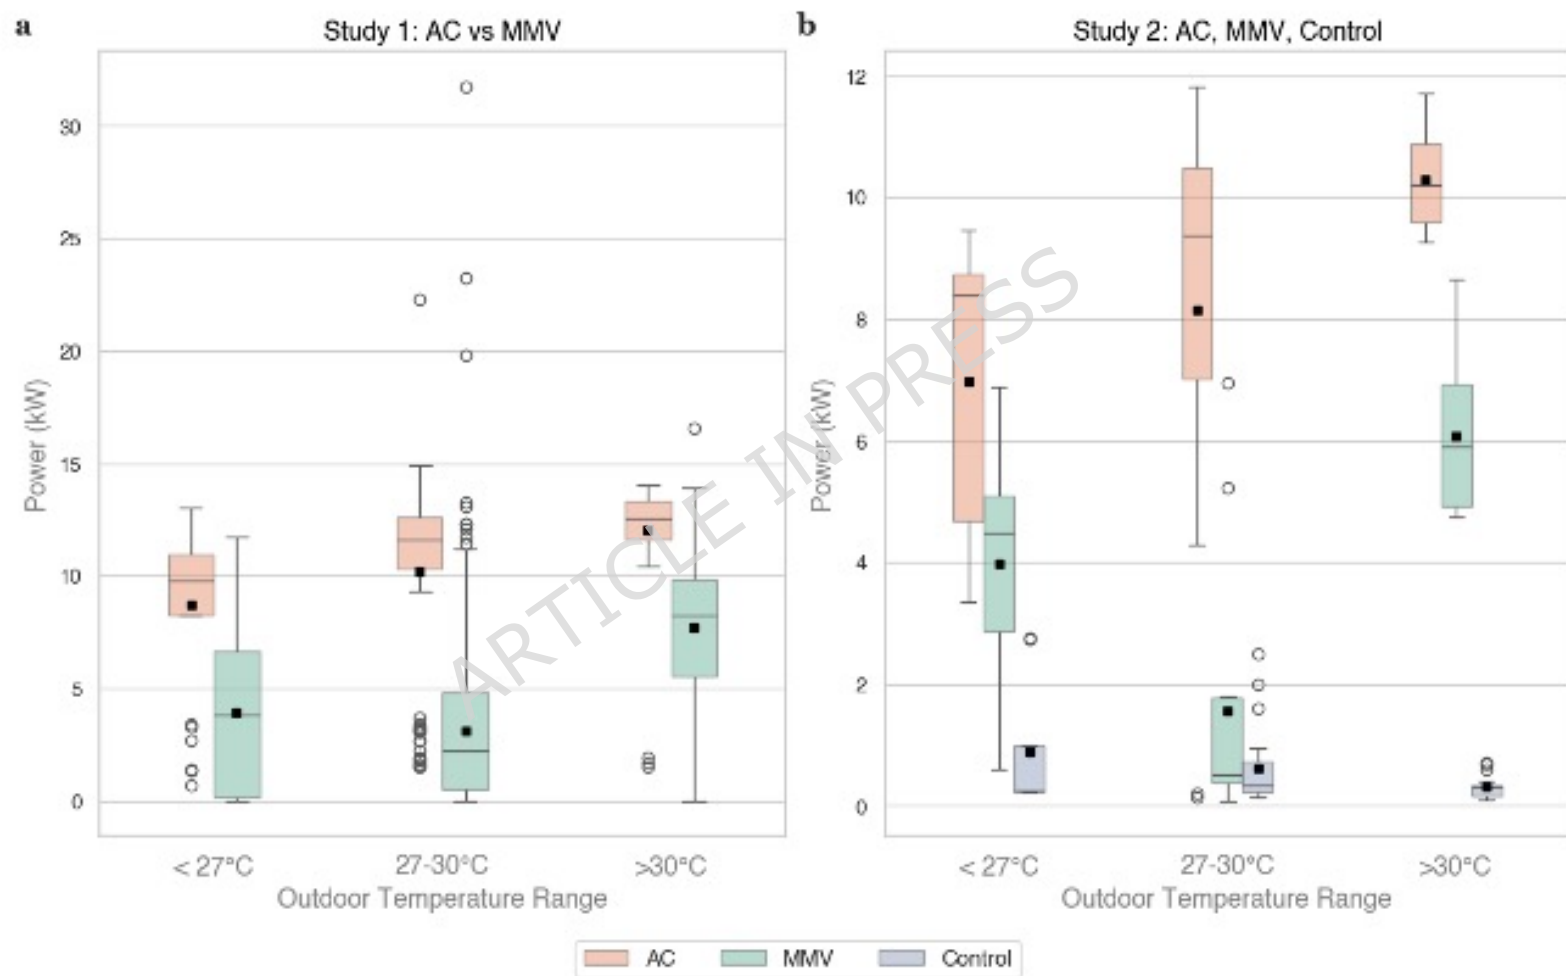 a
Study 1: AC vs MMV
30
25
20
15
10
5
0
Power (kW)
< 27°C
27-30°C
>30°C
Outdoor Temperature Range
b
Study 2: AC, MMV, Control
12
10
8
6
4
2
0
Power (kW)
< 27°C
27-30°C
>30°C
Outdoor Temperature Range
AC
MMV
Control
ARTICLE IN PRESS